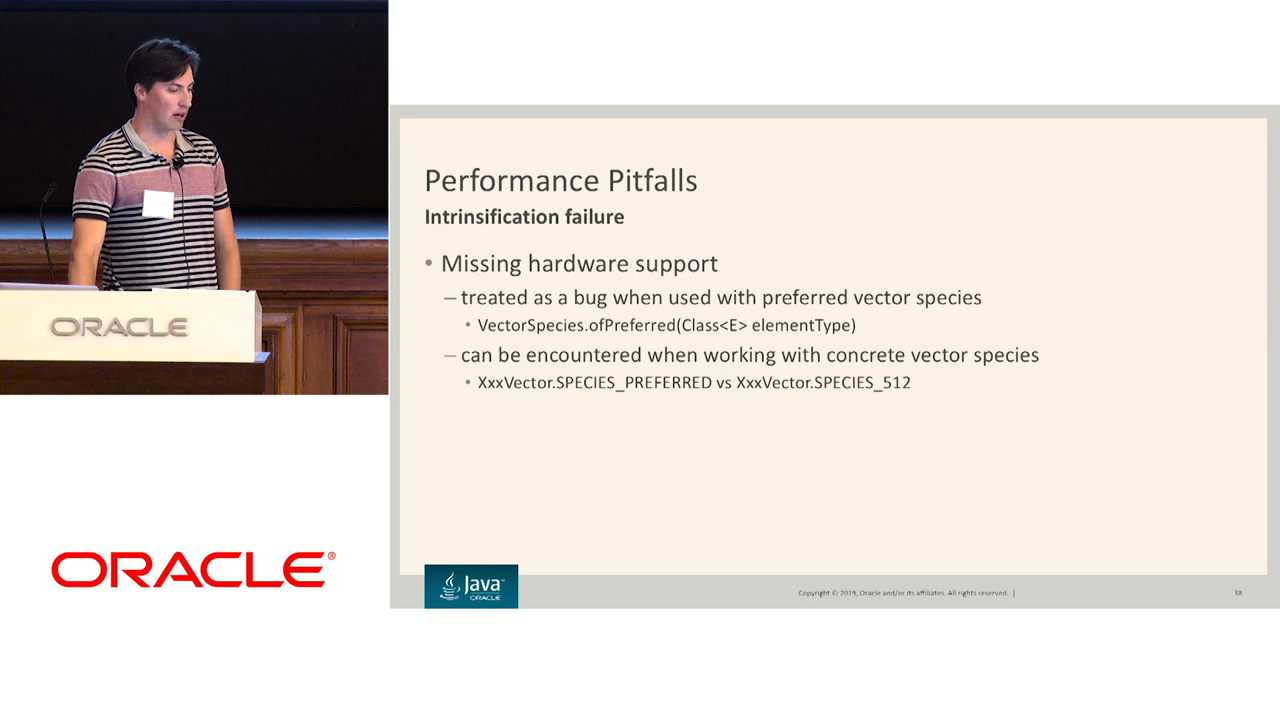 ORACLE
ORACLE®
Performance Pitfalls
Intrinsification failure
• Missing hardware support
– treated as a bug when used with preferred vector species
• VectorSpecies.ofPreferred(Class<E> elementType)
– can be encountered when working with concrete vector species
• XxxVector.SPECIES_PREFERRED vs XxxVector.SPECIES_512
Java™
ORACLE
Copyright © 2019, Oracle and/or its affiliates. All rights reserved. |